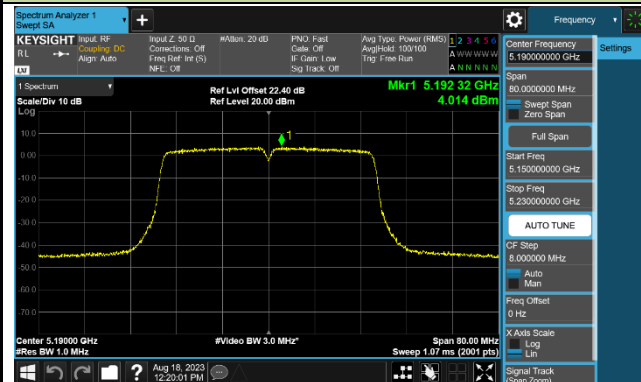 Spectrum Analyzer 1
Swept SA
+
Frequency
KEYSIGHT
RL
LXI
Input: RF
Coupling: DC
Align: Auto
Input Z: 50 Ω
Corrections: Off
Freq Ref: Int (S)
NFE: Off
#Atten: 20 dB
PNO: Fast
Gate: Off
IF Gain: Low
Sig Track: Off
Avg Type: Power (RMS)
Avg|Hold: 100/100
Trig: Free Run
1 2 3 4 5 6
A W W W W W
A N N N N N
1 Spectrum
Scale/Div 10 dB
Log
Ref Lvl Offset 22.40 dB
Ref Level 20.00 dBm
Mkr1 5.192 32 GHz
4.014 dBm
1
10.0
0.00
-10.0
-20.0
-30.0
-40.0
-50.0
-60.0
-70.0
Center 5.19000 GHz
#Res BW 1.0 MHz
#Video BW 3.0 MHz*
Span 80.00 MHz
Sweep 1.07 ms (2001 pts)
Aug 18, 2023
12:20:01 PM
Center Frequency
5.190000000 GHz
Settings
Span
80.0000000 MHz
Swept Span
Zero Span
Full Span
Start Freq
5.150000000 GHz
Stop Freq
5.230000000 GHz
AUTO TUNE
CF Step
8.000000 MHz
Auto
Man
Freq Offset
0 Hz
X Axis Scale
Log
Lin
Signal Track
(Span Zoom)